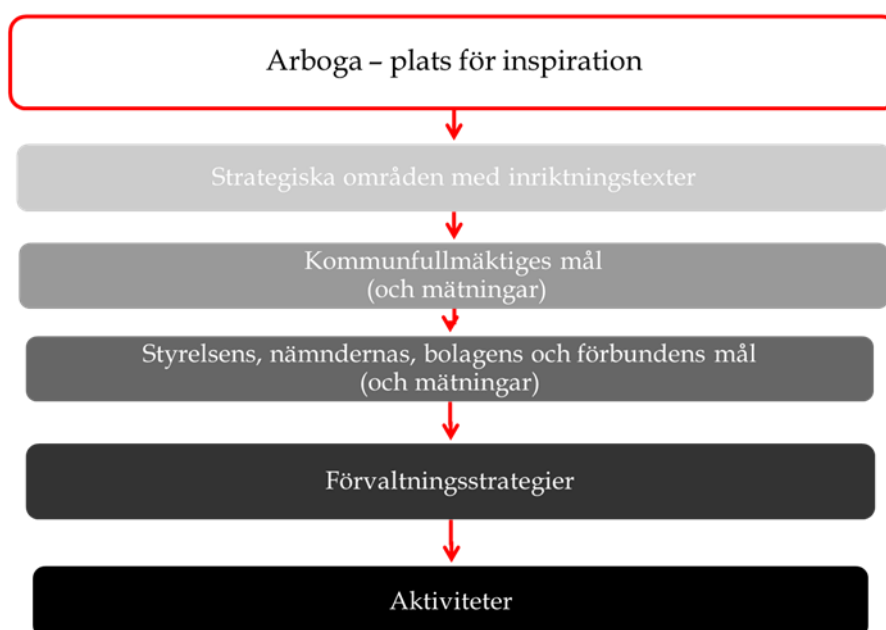 Arboga – plats för inspiration
Strategiska områden med inriktningstexter
Kommunfullmäktiges mål
(och mätningar)
Styrelsens, nämndernas, bolagens och förbundens mål
(och mätningar)
Förvaltningsstrategier
Aktiviteter